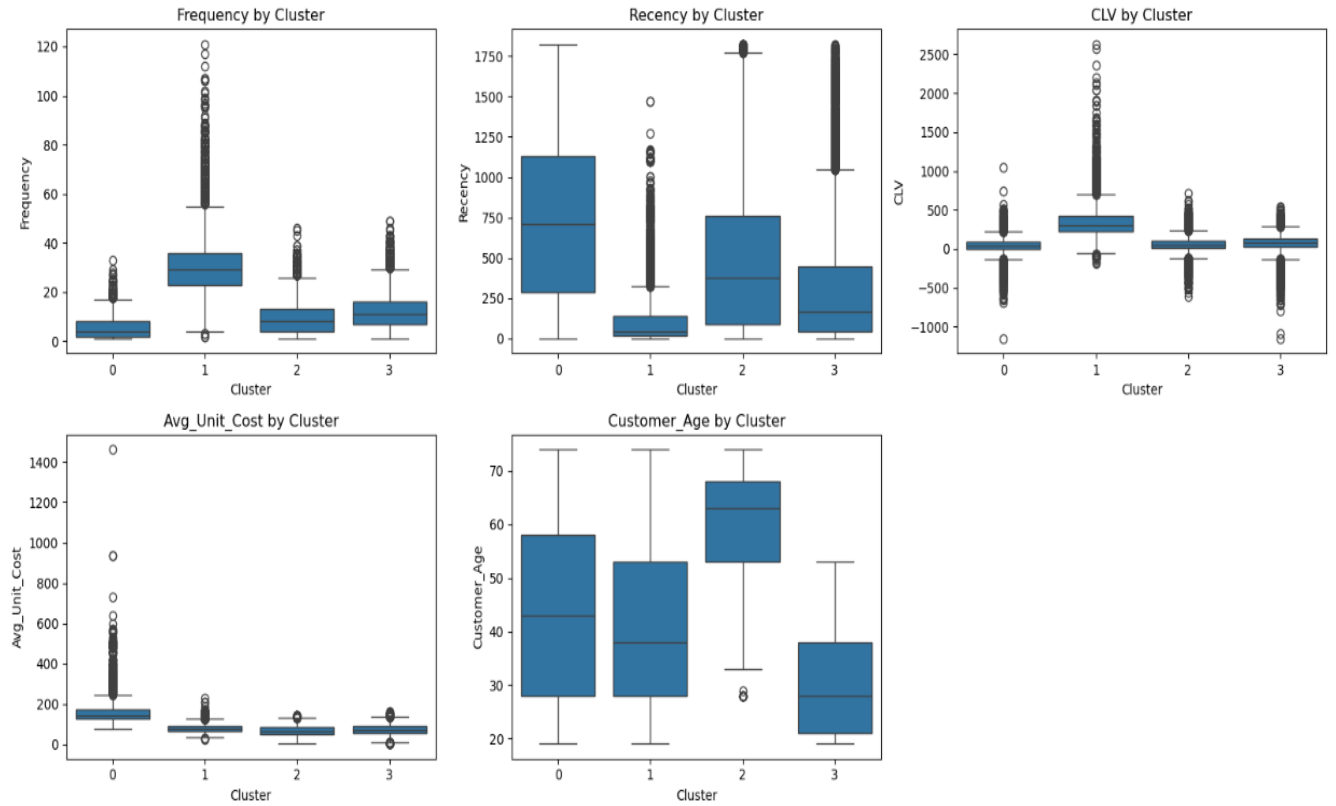 Frequency by Cluster
120
100
80
60
40
20
0
Frequency
0 1 2 3
Cluster
Recency by Cluster
1750
1500
1250
1000
750
500
250
0
Recency
0 1 2 3
Cluster
CLV by Cluster
2500
2000
1500
1000
500
0
−500
−1000
CLV
0 1 2 3
Cluster
Avg_Unit_Cost by Cluster
1400
1200
1000
800
600
400
200
0
Avg_Unit_Cost
0 1 2 3
Cluster
Customer_Age by Cluster
70
60
50
40
30
20
Customer_Age
0 1 2 3
Cluster